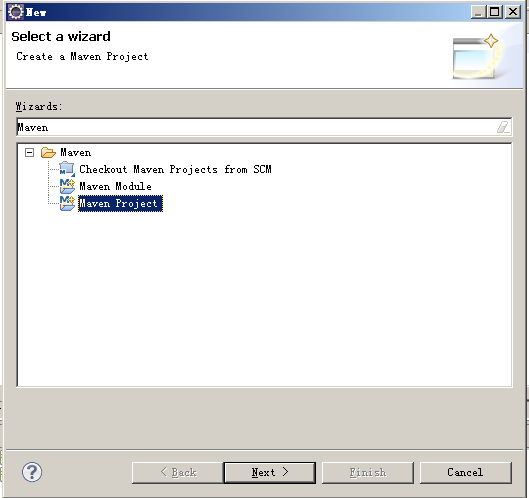 New
Select a wizard
Create a Maven Project
Wizards:
Maven
Maven
Checkout Maven Projects from SCM
Maven Module
Maven Project
< Back
Next >
Finish
Cancel